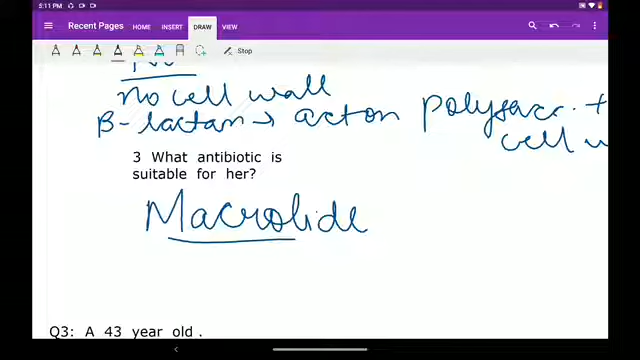 5:11 PM
Recent Pages HOME INSERT DRAW VIEW
Stop
no cell wall
β-lactam → acton polysacc. +
cell w
3 What antibiotic is
suitable for her?
Macrolide
Q3: A 43 year old .